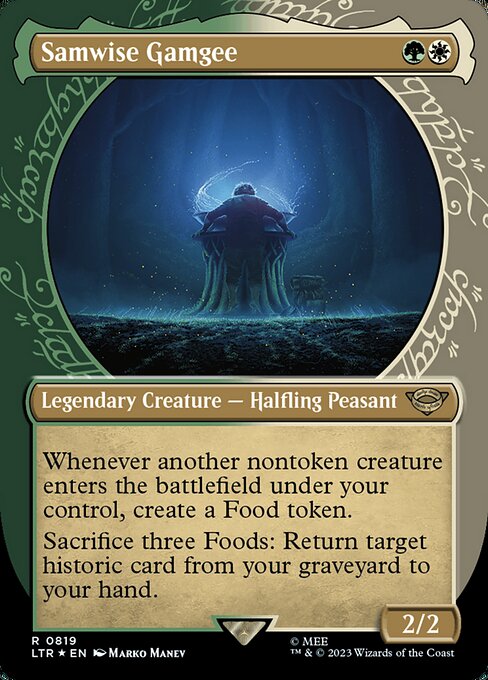 Samwise Gamgee
Legendary Creature — Halfling Peasant
Whenever another nontoken creature
enters the battlefield under your
control, create a Food token.
Sacrifice three Foods: Return target
historic card from your graveyard to
your hand.
2/2
R 0819
LTR ★ EN Marko Manev
© MEE
™ & © 2023 Wizards of the Coast